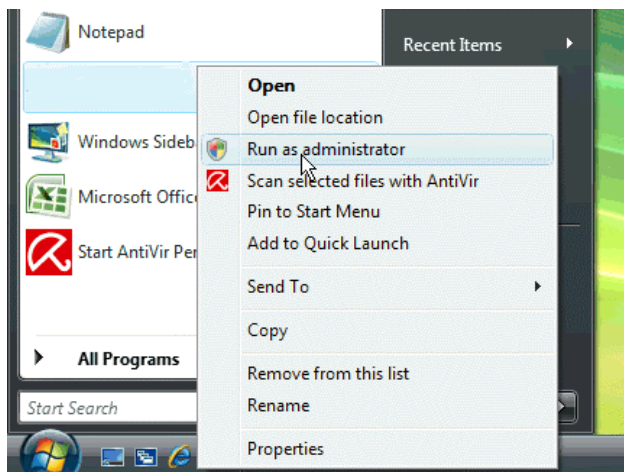 Notepad
Recent Items
Windows Sideb
Microsoft Offic
Start AntiVir Per
All Programs
Start Search
Open
Open file location
Run as administrator
Scan selected files with AntiVir
Pin to Start Menu
Add to Quick Launch
Send To
Copy
Remove from this list
Rename
Properties